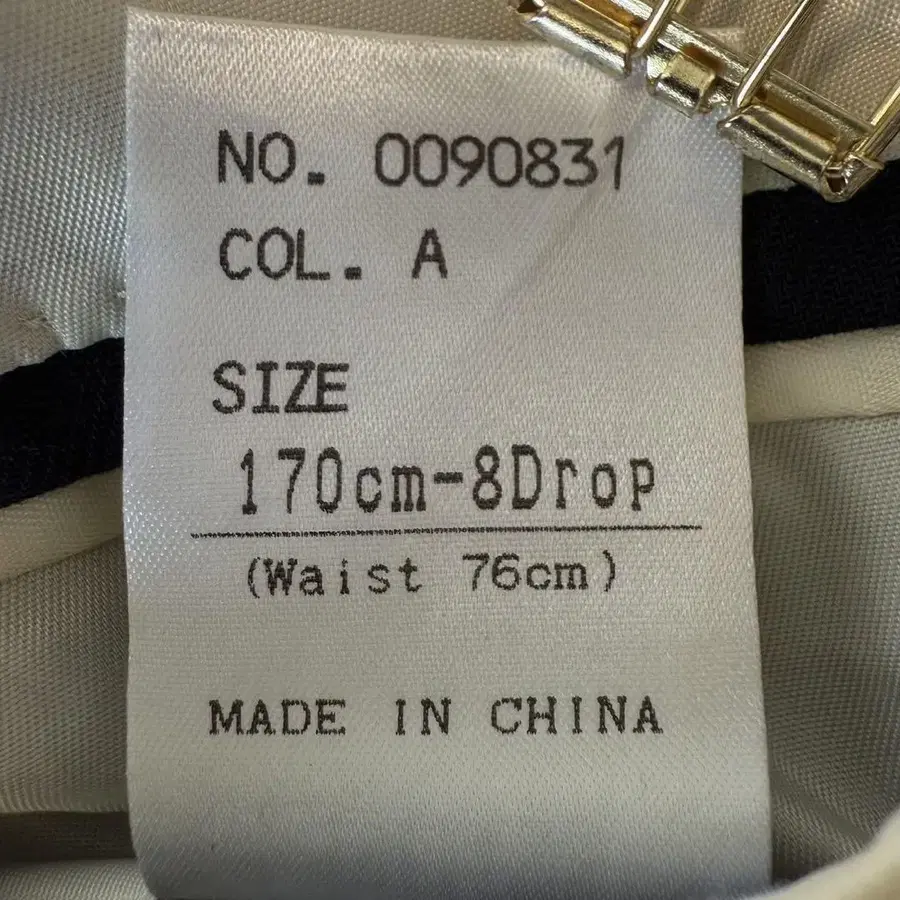 NO. 0090831
COL. A
SIZE
170cm-8Drop
(Waist 76cm)
MADE IN CHINA